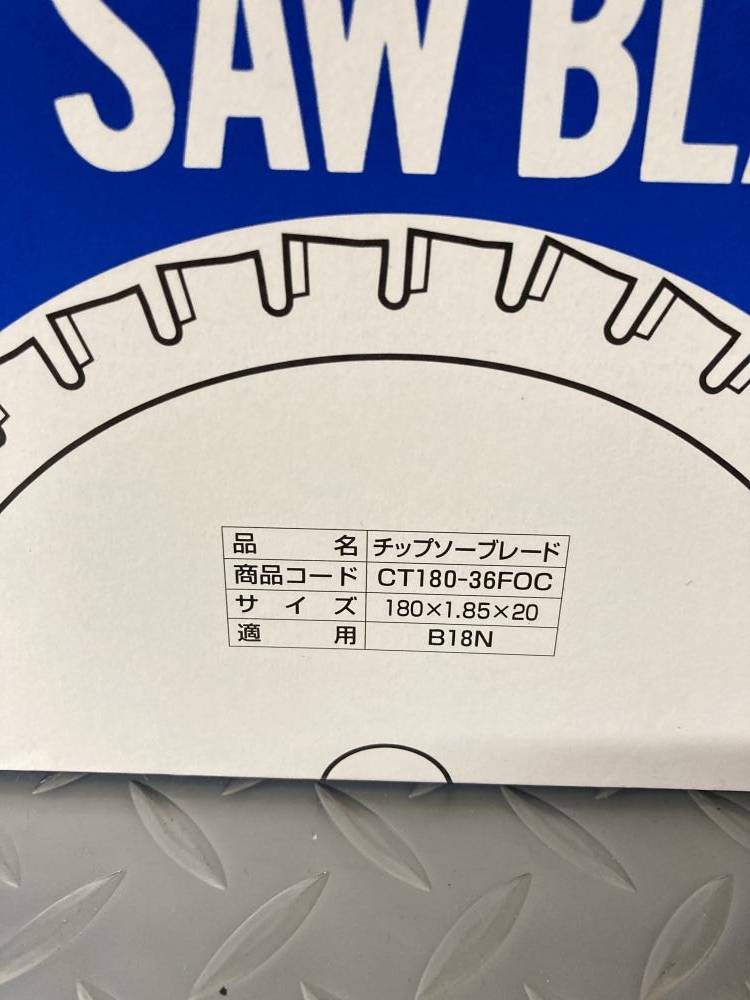 SAW BL
品名 チップソーブレード
商品コード CT180-36FOC
サイズ 180×1.85×20
適用 B18N